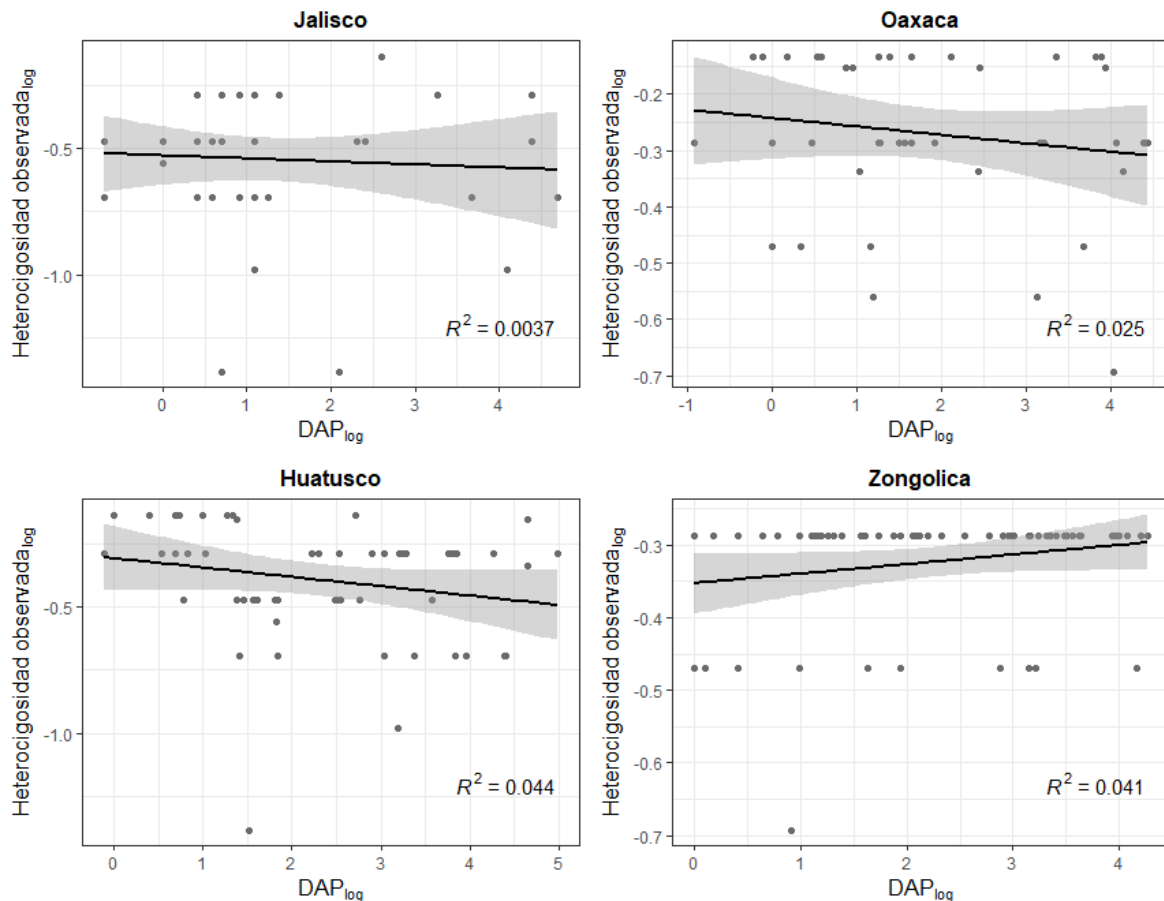 Jalisco
Heterocigosidad observada_log
-0.5
-1.0
R² = 0.0037
0 1 2 3 4
DAP_log
Oaxaca
Heterocigosidad observada_log
-0.2
-0.3
-0.4
-0.5
-0.6
-0.7
R² = 0.025
-1 0 1 2 3 4
DAP_log
Huatusco
Heterocigosidad observada_log
-0.5
-1.0
R² = 0.044
0 1 2 3 4 5
DAP_log
Zongolica
Heterocigosidad observada_log
-0.3
-0.4
-0.5
-0.6
-0.7
R² = 0.041
0 1 2 3 4
DAP_log